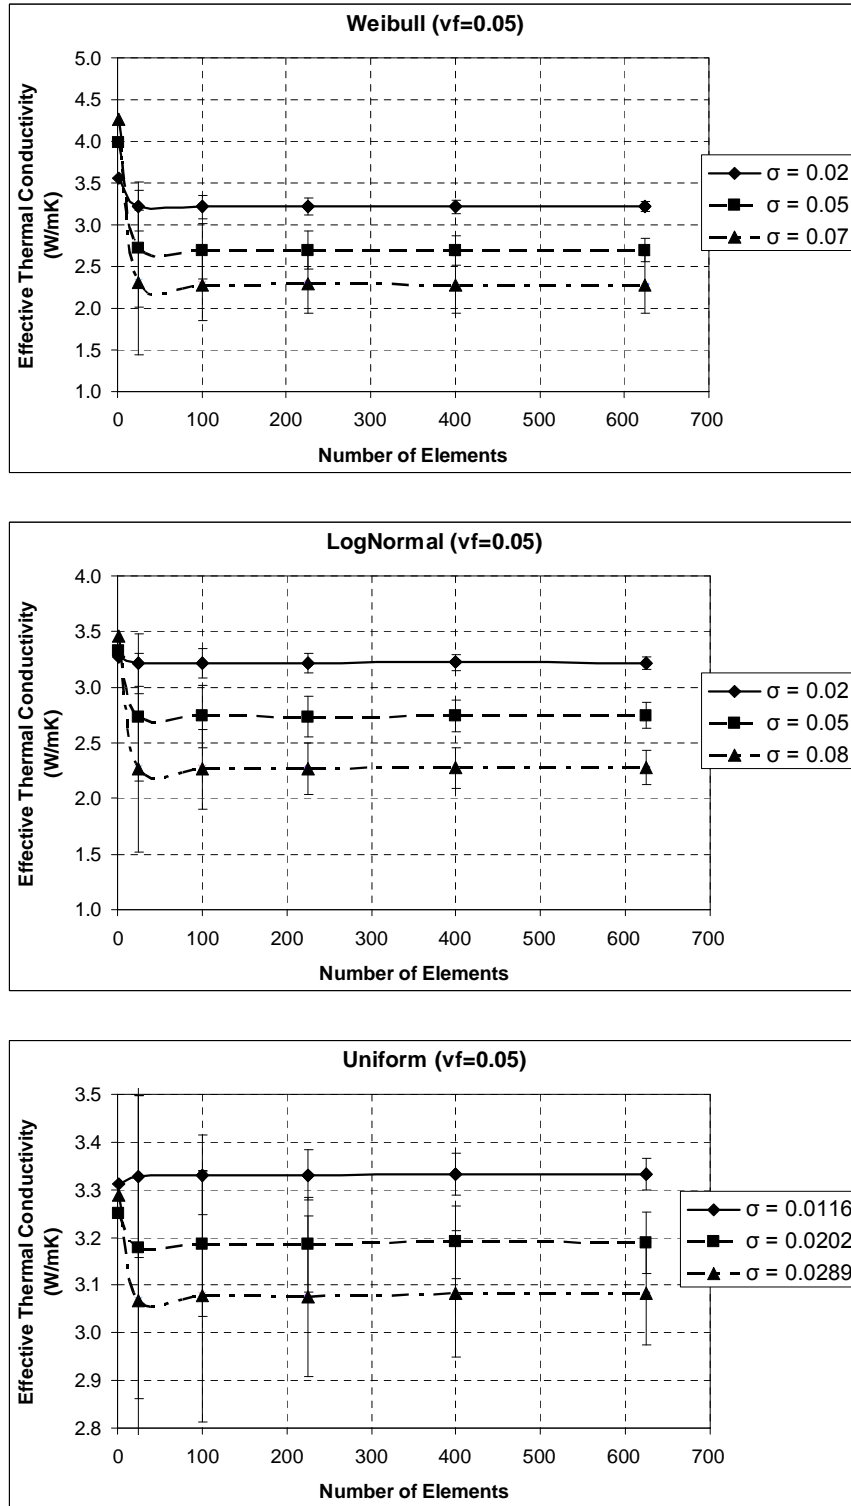 Weibull (vf=0.05)
Effective Thermal Conductivity
(W/mK)
5.0
4.5
4.0
3.5
3.0
2.5
2.0
1.5
1.0
0 100 200 300 400 500 600 700
Number of Elements
σ = 0.02
σ = 0.05
σ = 0.07
LogNormal (vf=0.05)
Effective Thermal Conductivity
(W/mK)
4.0
3.5
3.0
2.5
2.0
1.5
1.0
0 100 200 300 400 500 600 700
Number of Elements
σ = 0.02
σ = 0.05
σ = 0.08
Uniform (vf=0.05)
Effective Thermal Conductivity
(W/mK)
3.5
3.4
3.3
3.2
3.1
3.0
2.9
2.8
0 100 200 300 400 500 600 700
Number of Elements
σ = 0.0116
σ = 0.0202
σ = 0.0289